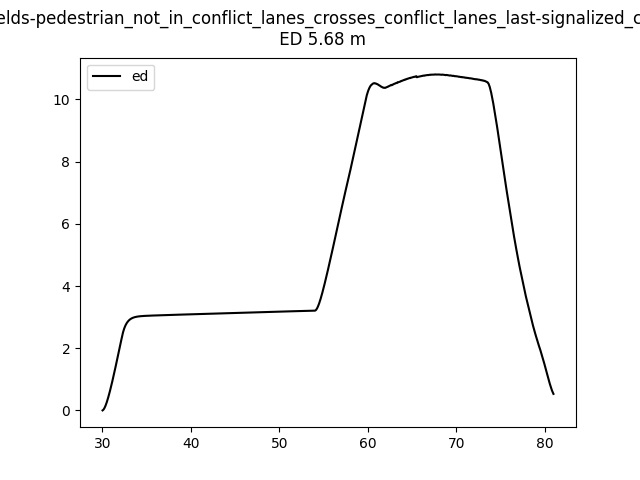 elds-pedestrian_not_in_conflict_lanes_crosses_conflict_lanes_last-signalized_c
ED 5.68 m
ed
10
8
6
4
2
0
30 40 50 60 70 80